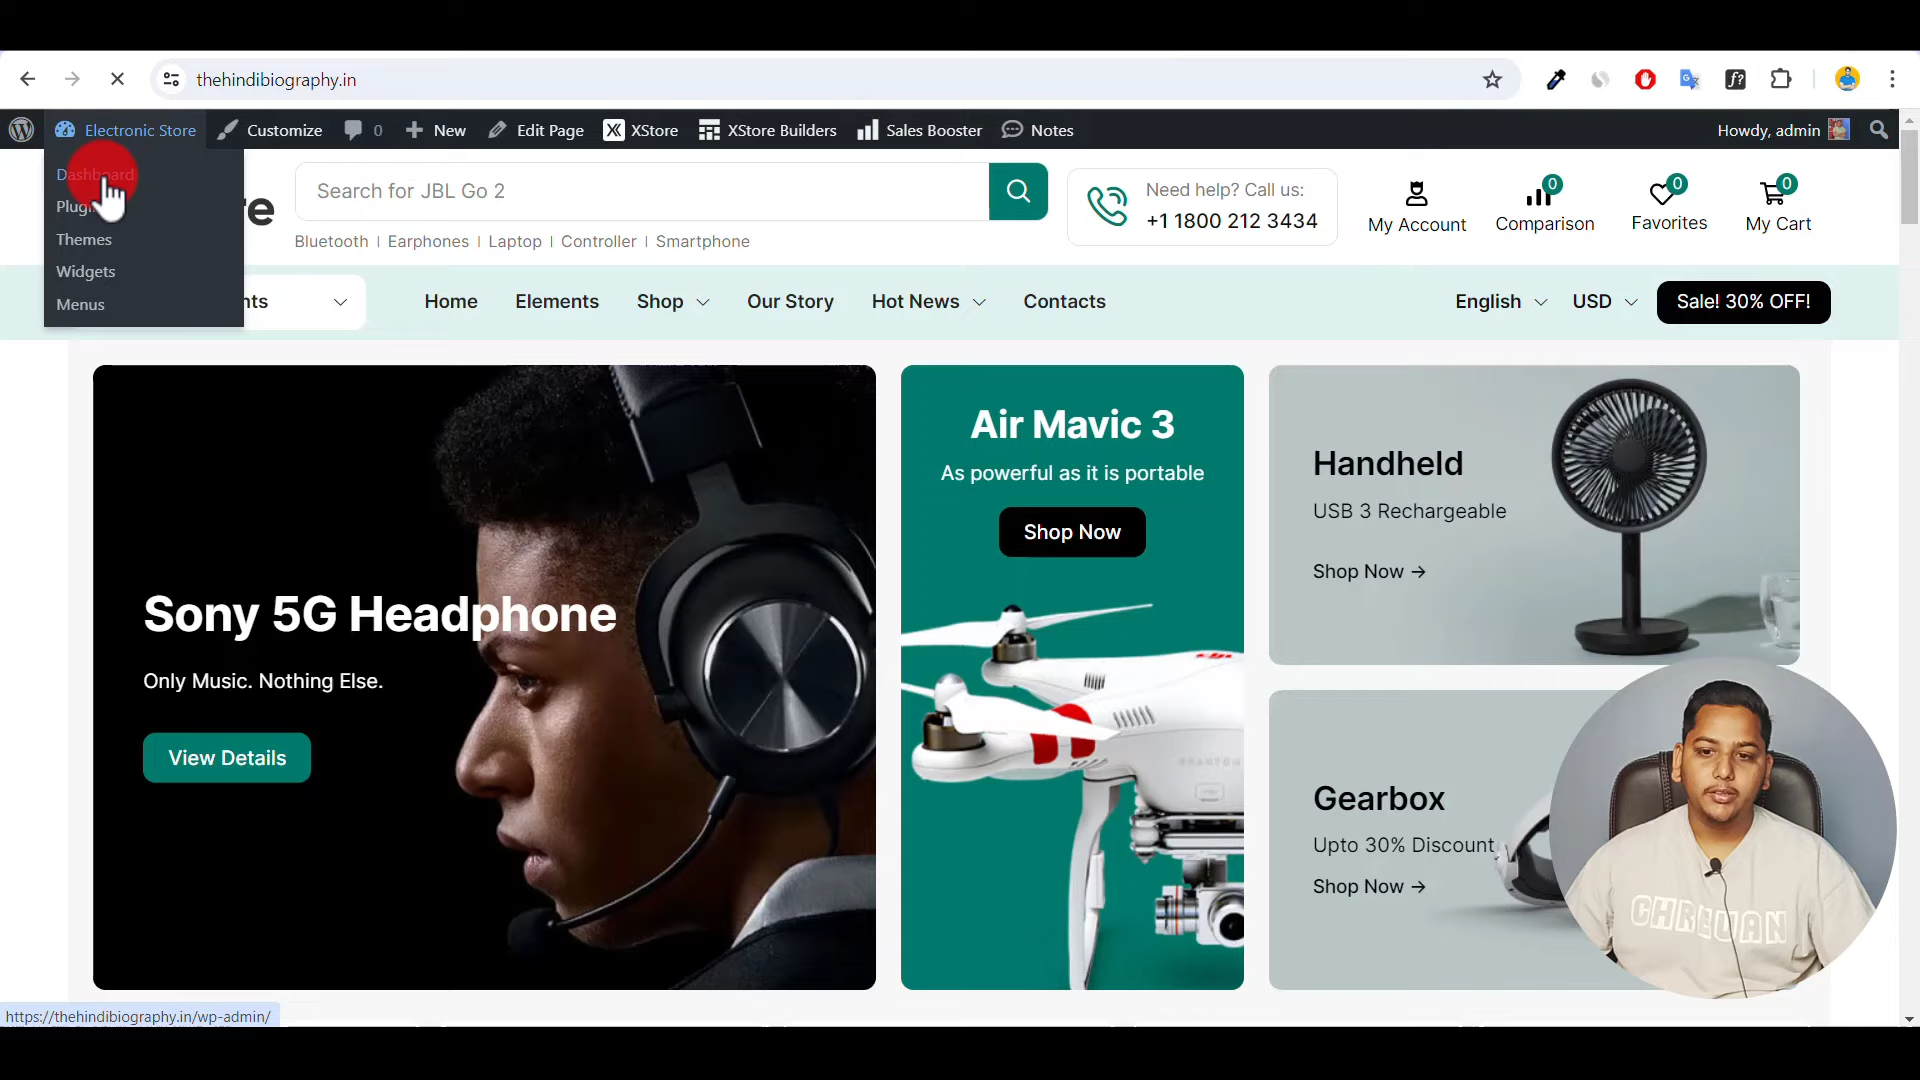 thehindibiography.in
Electronic Store Customize 0 New Edit Page XStore XStore Builders Sales Booster Notes Howdy, admin
Dashboard
Themes
Widgets
Menus
re
Search for JBL Go 2
Bluetooth | Earphones | Laptop | Controller | Smartphone
Need help? Call us:
+1 1800 212 3434
My Account
0
Comparison
0
Favorites
0
My Cart
nts
Home Elements Shop Our Story Hot News Contacts English USD Sale! 30% OFF!
Sony 5G Headphone
Only Music. Nothing Else.
View Details
Air Mavic 3
As powerful as it is portable
Shop Now
PHANTOM
Handheld
USB 3 Rechargeable
Shop Now →
Gearbox
Upto 30% Discount
Shop Now →
https://thehindibiography.in/wp-admin/